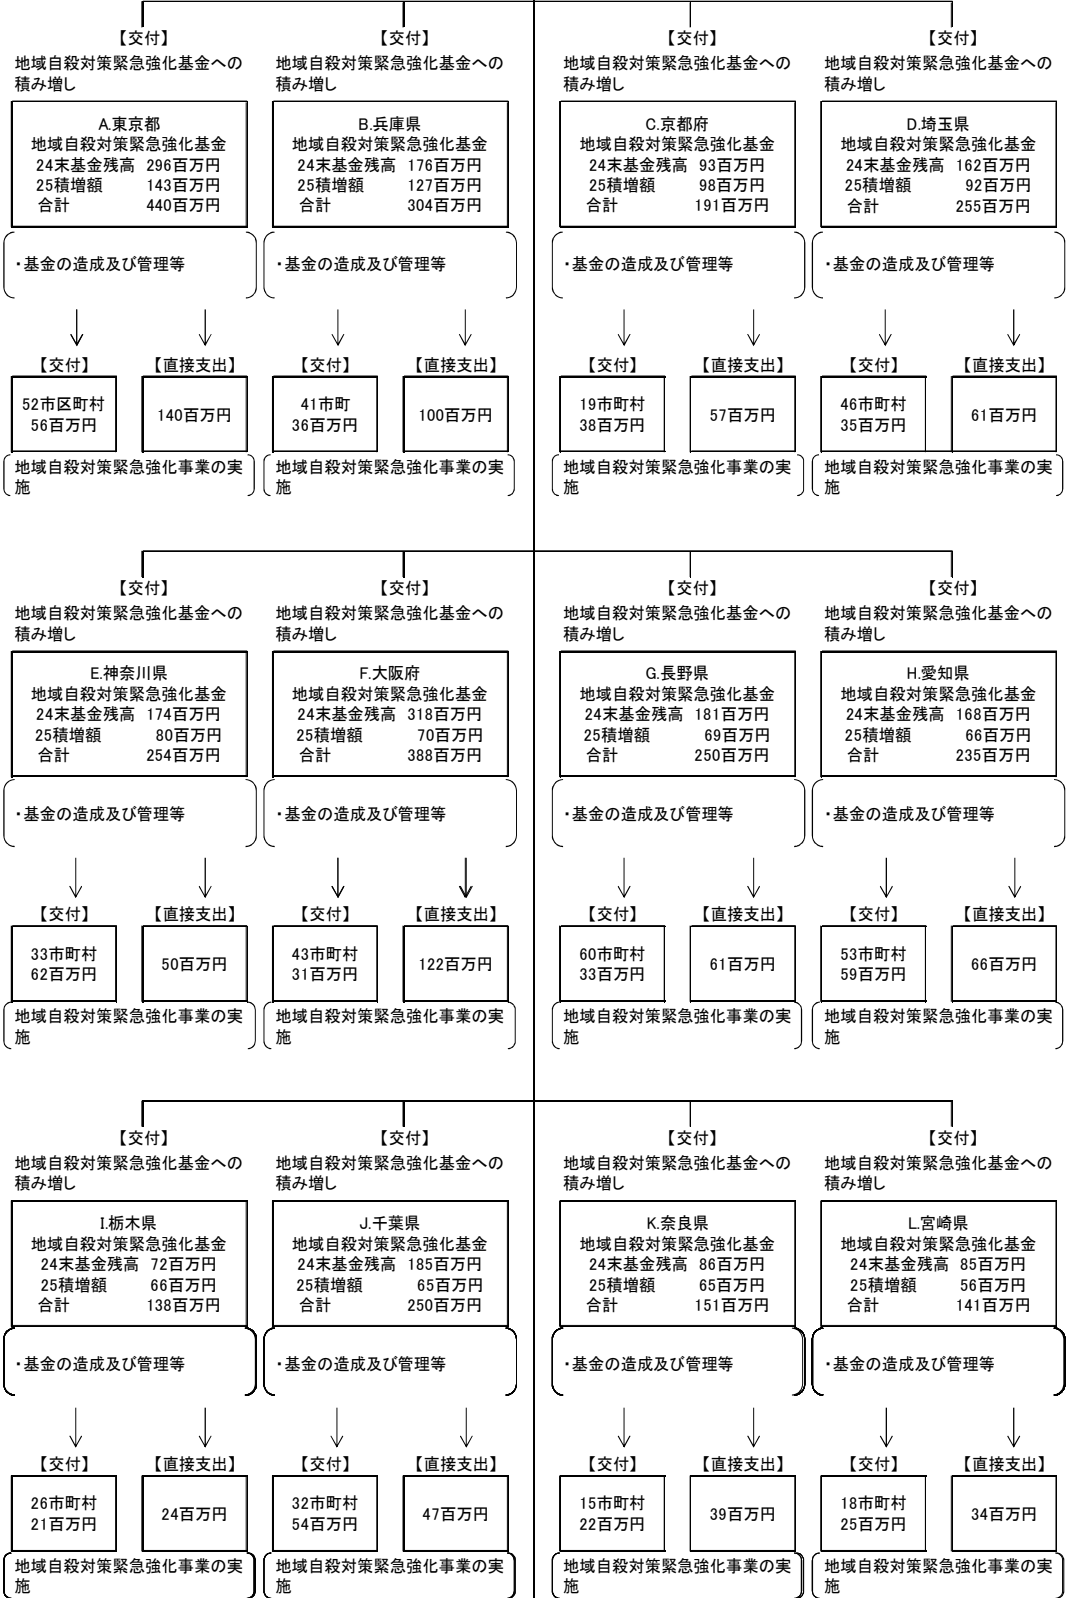 【交付】
地域自殺対策緊急強化基金への
積み増し
A.東京都
地域自殺対策緊急強化基金
24末基金残高 296百万円
25積増額 143百万円
合計 440百万円
・基金の造成及び管理等
【交付】 【直接支出】
52市区町村
56百万円
140百万円
地域自殺対策緊急強化事業の実
施
【交付】
地域自殺対策緊急強化基金への
積み増し
B.兵庫県
地域自殺対策緊急強化基金
24末基金残高 176百万円
25積増額 127百万円
合計 304百万円
・基金の造成及び管理等
【交付】 【直接支出】
41市町
36百万円
100百万円
地域自殺対策緊急強化事業の実
施
【交付】
地域自殺対策緊急強化基金への
積み増し
C.京都府
地域自殺対策緊急強化基金
24末基金残高 93百万円
25積増額 98百万円
合計 191百万円
・基金の造成及び管理等
【交付】 【直接支出】
19市町村
38百万円
57百万円
地域自殺対策緊急強化事業の実
施
【交付】
地域自殺対策緊急強化基金への
積み増し
D.埼玉県
地域自殺対策緊急強化基金
24末基金残高 162百万円
25積増額 92百万円
合計 255百万円
・基金の造成及び管理等
【交付】 【直接支出】
46市町村
35百万円
61百万円
地域自殺対策緊急強化事業の実
施
【交付】
地域自殺対策緊急強化基金への
積み増し
E.神奈川県
地域自殺対策緊急強化基金
24末基金残高 174百万円
25積増額 80百万円
合計 254百万円
・基金の造成及び管理等
【交付】 【直接支出】
33市町村
62百万円
50百万円
地域自殺対策緊急強化事業の実
施
【交付】
地域自殺対策緊急強化基金への
積み増し
F.大阪府
地域自殺対策緊急強化基金
24末基金残高 318百万円
25積増額 70百万円
合計 388百万円
・基金の造成及び管理等
【交付】 【直接支出】
43市町村
31百万円
122百万円
地域自殺対策緊急強化事業の実
施
【交付】
地域自殺対策緊急強化基金への
積み増し
G.長野県
地域自殺対策緊急強化基金
24末基金残高 181百万円
25積増額 69百万円
合計 250百万円
・基金の造成及び管理等
【交付】 【直接支出】
60市町村
33百万円
61百万円
地域自殺対策緊急強化事業の実
施
【交付】
地域自殺対策緊急強化基金への
積み増し
H.愛知県
地域自殺対策緊急強化基金
24末基金残高 168百万円
25積増額 66百万円
合計 235百万円
・基金の造成及び管理等
【交付】 【直接支出】
53市町村
59百万円
66百万円
地域自殺対策緊急強化事業の実
施
【交付】
地域自殺対策緊急強化基金への
積み増し
I.栃木県
地域自殺対策緊急強化基金
24末基金残高 72百万円
25積増額 66百万円
合計 138百万円
・基金の造成及び管理等
【交付】 【直接支出】
26市町村
21百万円
24百万円
地域自殺対策緊急強化事業の実
施
【交付】
地域自殺対策緊急強化基金への
積み増し
J.千葉県
地域自殺対策緊急強化基金
24末基金残高 185百万円
25積増額 65百万円
合計 250百万円
・基金の造成及び管理等
【交付】 【直接支出】
32市町村
54百万円
47百万円
地域自殺対策緊急強化事業の実
施
【交付】
地域自殺対策緊急強化基金への
積み増し
K.奈良県
地域自殺対策緊急強化基金
24末基金残高 86百万円
25積増額 65百万円
合計 151百万円
・基金の造成及び管理等
【交付】 【直接支出】
15市町村
22百万円
39百万円
地域自殺対策緊急強化事業の実
施
【交付】
地域自殺対策緊急強化基金への
積み増し
L.宮崎県
地域自殺対策緊急強化基金
24末基金残高 85百万円
25積増額 56百万円
合計 141百万円
・基金の造成及び管理等
【交付】 【直接支出】
18市町村
25百万円
34百万円
地域自殺対策緊急強化事業の実
施